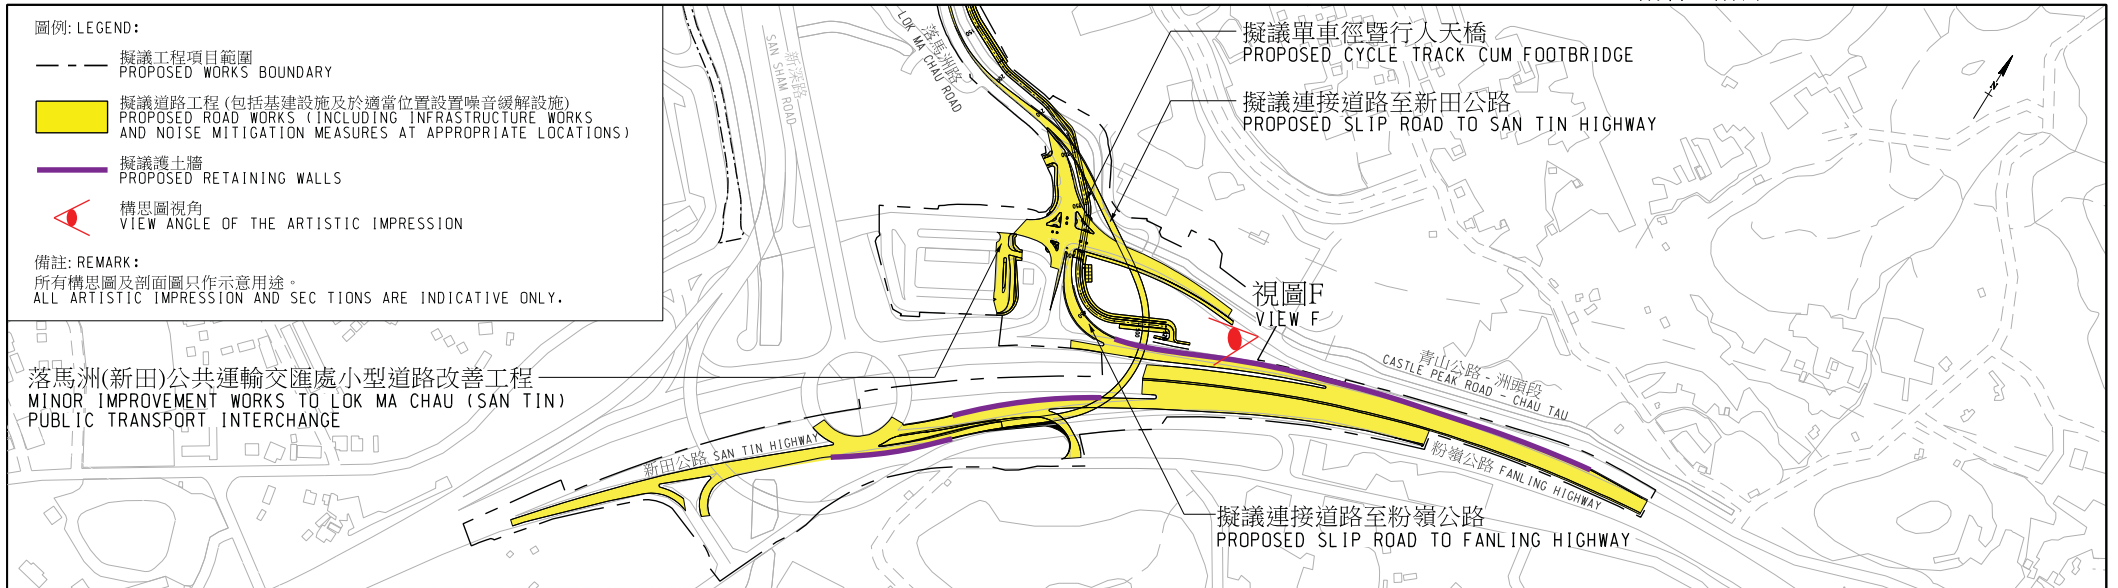 圖例: LEGEND:
擬議工程項目範圍
PROPOSED WORKS BOUNDARY
擬議道路工程 (包括基建設施及於適當位置設置噪音緩解設施)
PROPOSED ROAD WORKS (INCLUDING INFRASTRUCTURE WORKS
AND NOISE MITIGATION MEASURES AT APPROPRIATE LOCATIONS)
擬議護土牆
PROPOSED RETAINING WALLS
構思圖視角
VIEW ANGLE OF THE ARTISTIC IMPRESSION
備註: REMARK:
所有構思圖及剖面圖只作示意用途。
ALL ARTISTIC IMPRESSION AND SEC TIONS ARE INDICATIVE ONLY.
新深路
SAN SHAM ROAD
落馬洲路
LOK MA CHAU ROAD
擬議單車徑暨行人天橋
PROPOSED CYCLE TRACK CUM FOOTBRIDGE
擬議連接道路至新田公路
PROPOSED SLIP ROAD TO SAN TIN HIGHWAY
N
視圖F
VIEW F
青山公路 - 洲頭段
CASTLE PEAK ROAD - CHAU TAU
落馬洲(新田)公共運輸交匯處小型道路改善工程
MINOR IMPROVEMENT WORKS TO LOK MA CHAU (SAN TIN)
PUBLIC TRANSPORT INTERCHANGE
新田公路 SAN TIN HIGHWAY
粉嶺公路 FANLING HIGHWAY
擬議連接道路至粉嶺公路
PROPOSED SLIP ROAD TO FANLING HIGHWAY